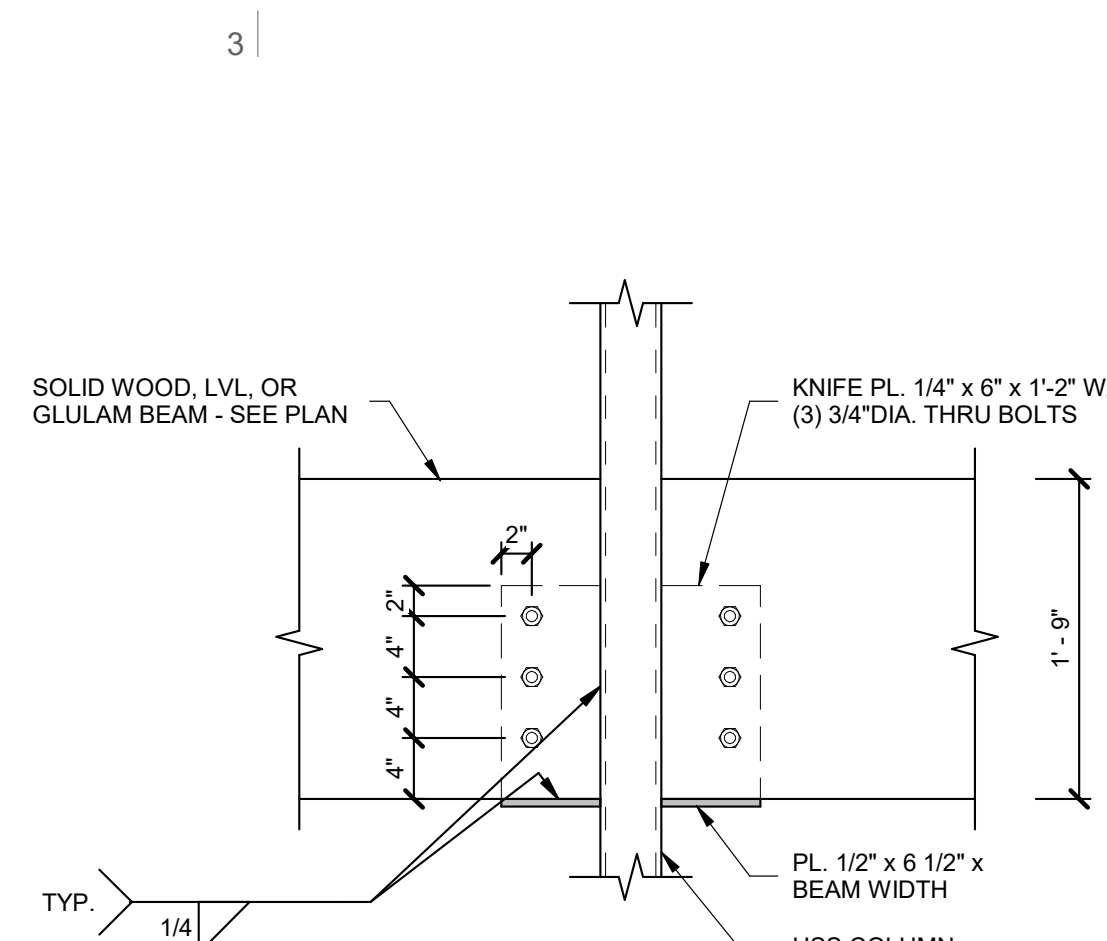 3
SOLID WOOD, LVL, OR
GLULAM BEAM - SEE PLAN
KNIFE PL. 1/4" x 6" x 1'-2" W
(3) 3/4"DIA. THRU BOLTS
2"
2"
4"
4"
4"
1' - 9"
PL. 1/2" x 6 1/2" x
BEAM WIDTH
TYP.
1/4